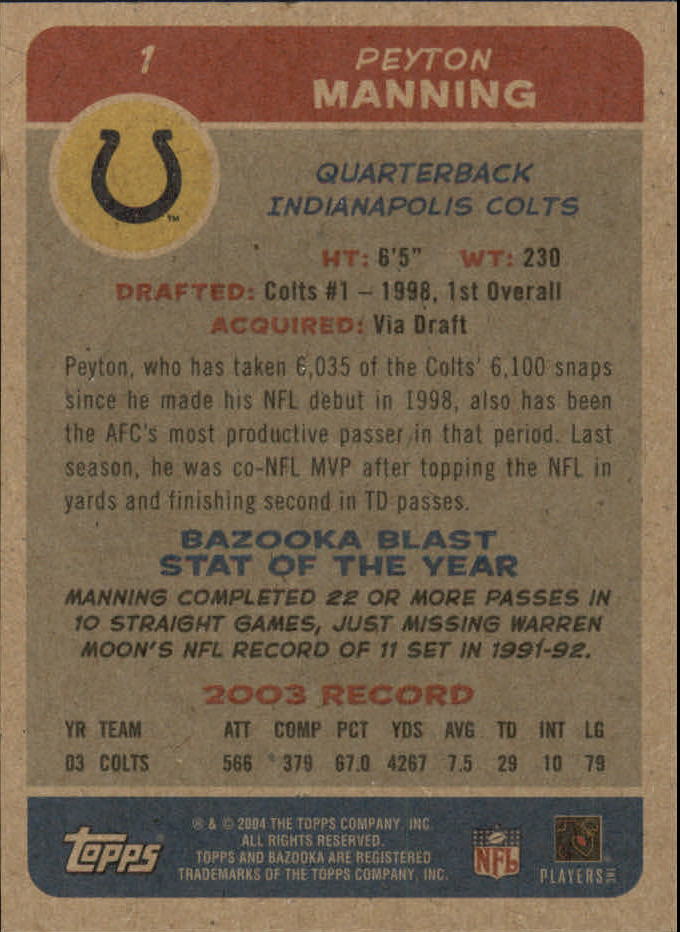 1
PEYTON
MANNING
TM
QUARTERBACK
INDIANAPOLIS COLTS
HT: 6'5" WT: 230
DRAFTED: Colts #1 – 1998, 1st Overall
ACQUIRED: Via Draft
Peyton, who has taken 6,035 of the Colts' 6,100 snaps
since he made his NFL debut in 1998, also has been
the AFC's most productive passer in that period. Last
season, he was co-NFL MVP after topping the NFL in
yards and finishing second in TD passes.
BAZOOKA BLAST
STAT OF THE YEAR
MANNING COMPLETED 22 OR MORE PASSES IN
10 STRAIGHT GAMES, JUST MISSING WARREN
MOON'S NFL RECORD OF 11 SET IN 1991-92.
2003 RECORD
YR TEAM ATT COMP PCT YDS AVG TD INT LG
03 COLTS 566 379 67.0 4267 7.5 29 10 79
topps
® & © 2004 THE TOPPS COMPANY, INC.
ALL RIGHTS RESERVED.
TOPPS AND BAZOOKA ARE REGISTERED
TRADEMARKS OF THE TOPPS COMPANY, INC.
NFL
PLAYERS INC